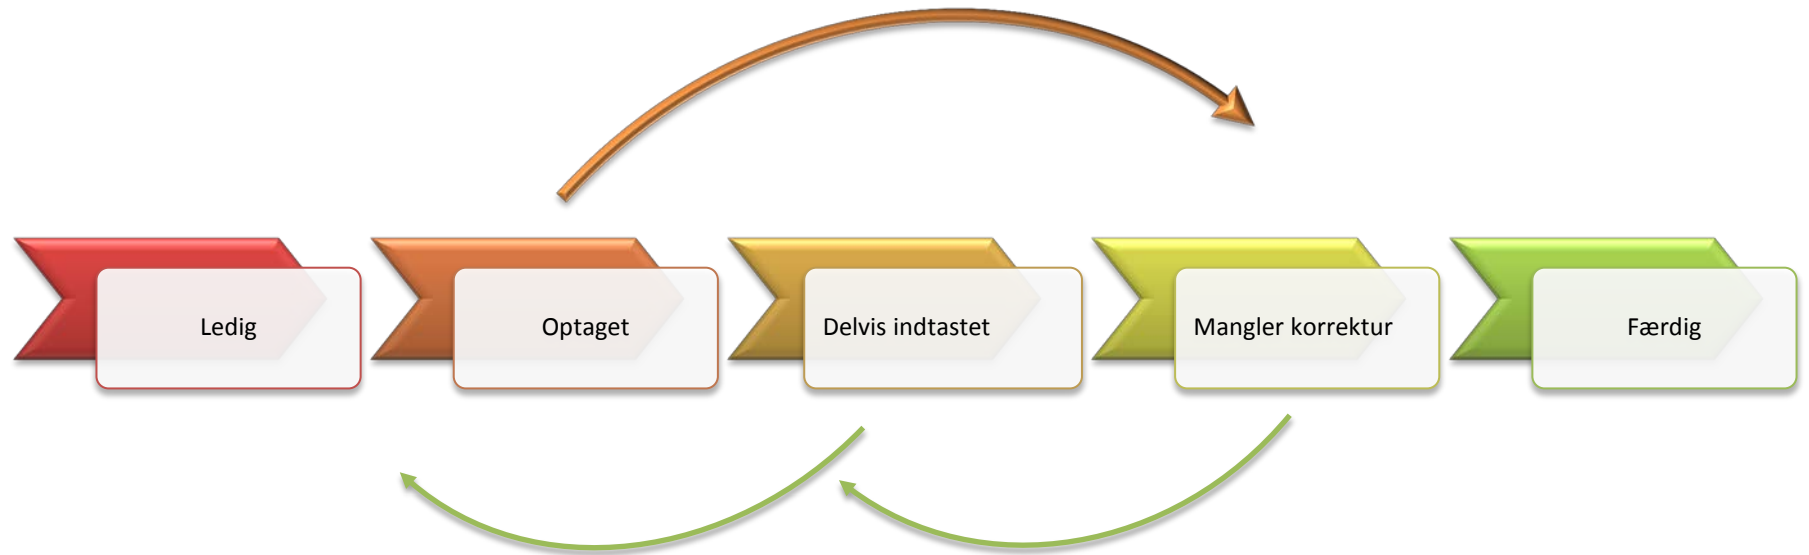 Ledig
Optaget
Delvis indtastet
Mangler korrektur
Færdig